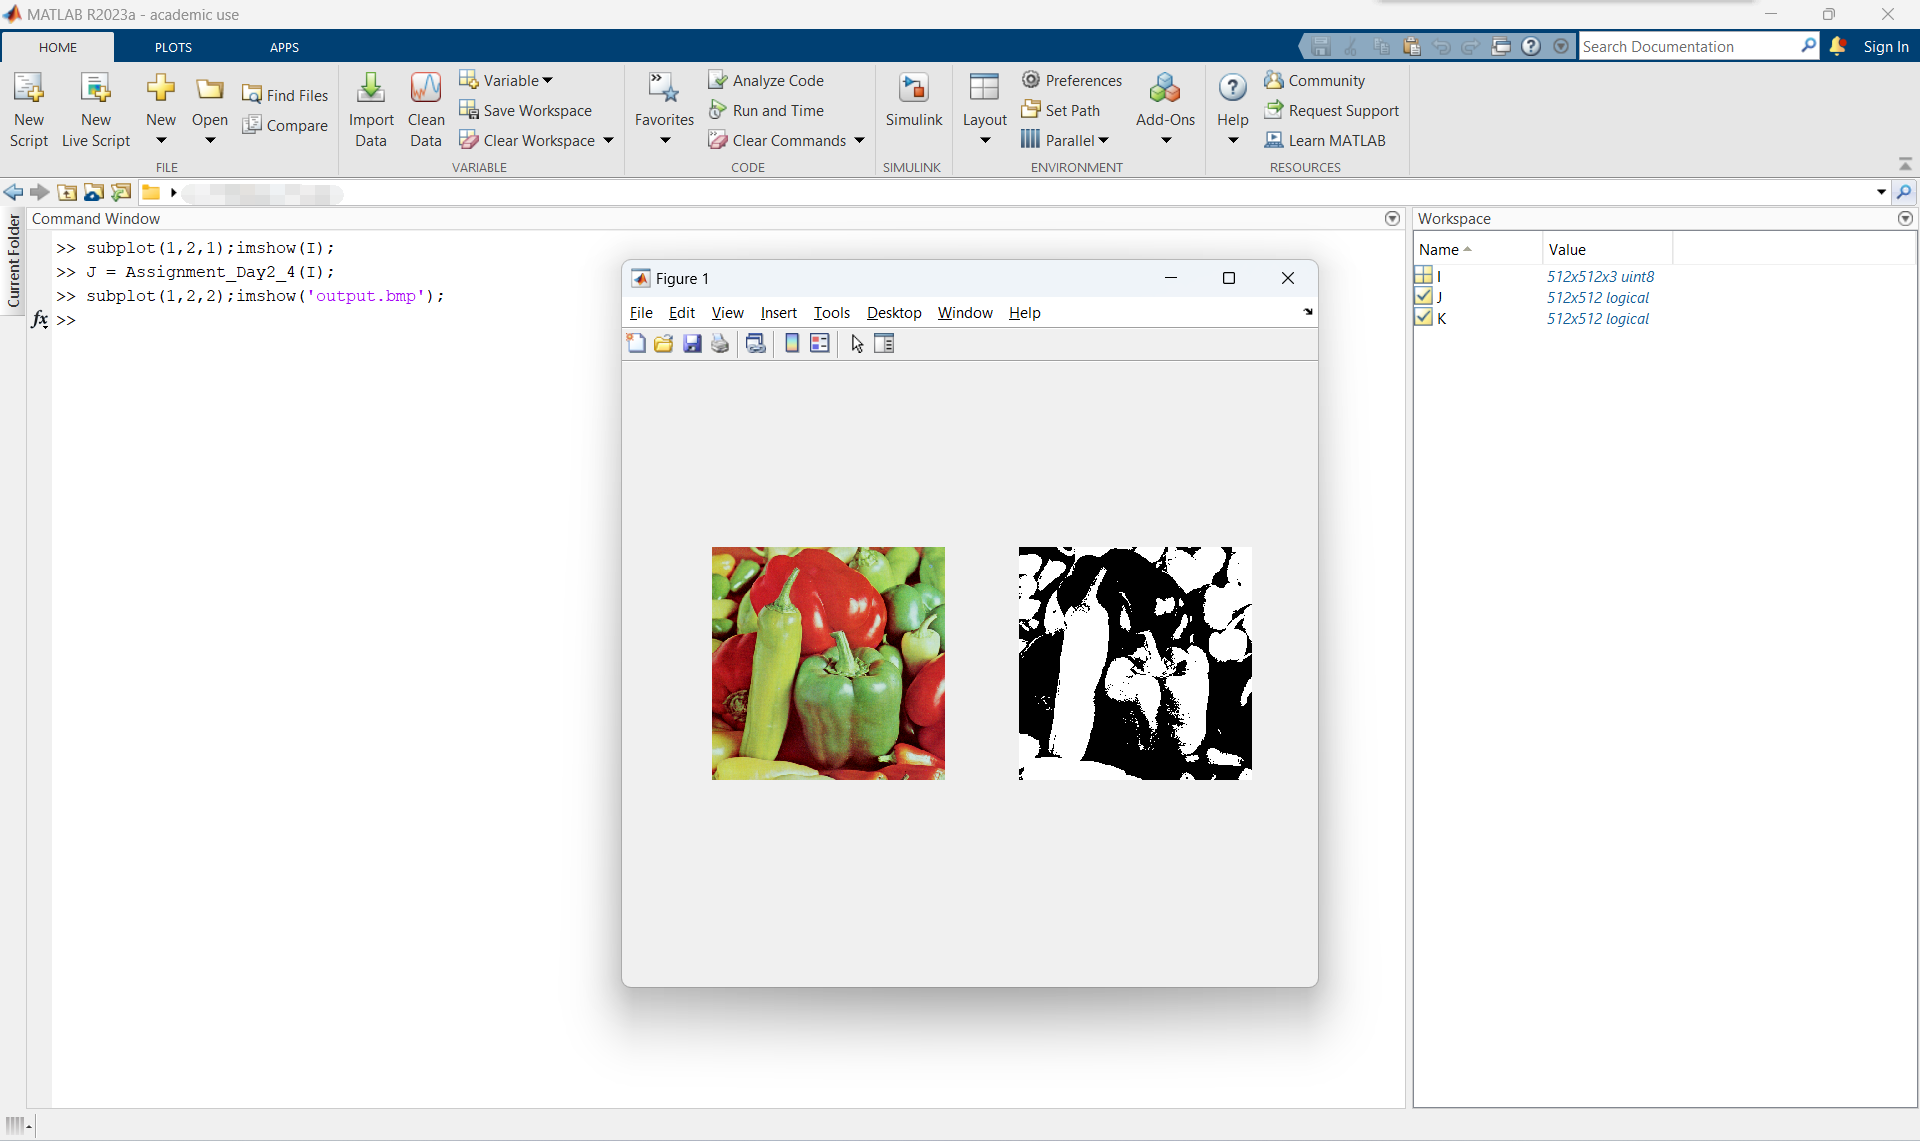 MATLAB R2023a - academic use
HOME PLOTS APPS
Search Documentation
Sign In
New Script
New Live Script
New
Open
Find Files
Compare
FILE
Import Data
Clean Data
Variable
Save Workspace
Clear Workspace
VARIABLE
Favorites
Analyze Code
Run and Time
Clear Commands
CODE
Simulink
SIMULINK
Layout
Preferences
Set Path
Parallel
Add-Ons
ENVIRONMENT
Help
Community
Request Support
Learn MATLAB
RESOURCES
Current Folder
Command Window
>> subplot(1,2,1);imshow(I);
>> J = Assignment_Day2_4(I);
>> subplot(1,2,2);imshow('output.bmp');
fx >>
Figure 1
File Edit View Insert Tools Desktop Window Help
Workspace
Name Value
I 512x512x3 uint8
J 512x512 logical
K 512x512 logical